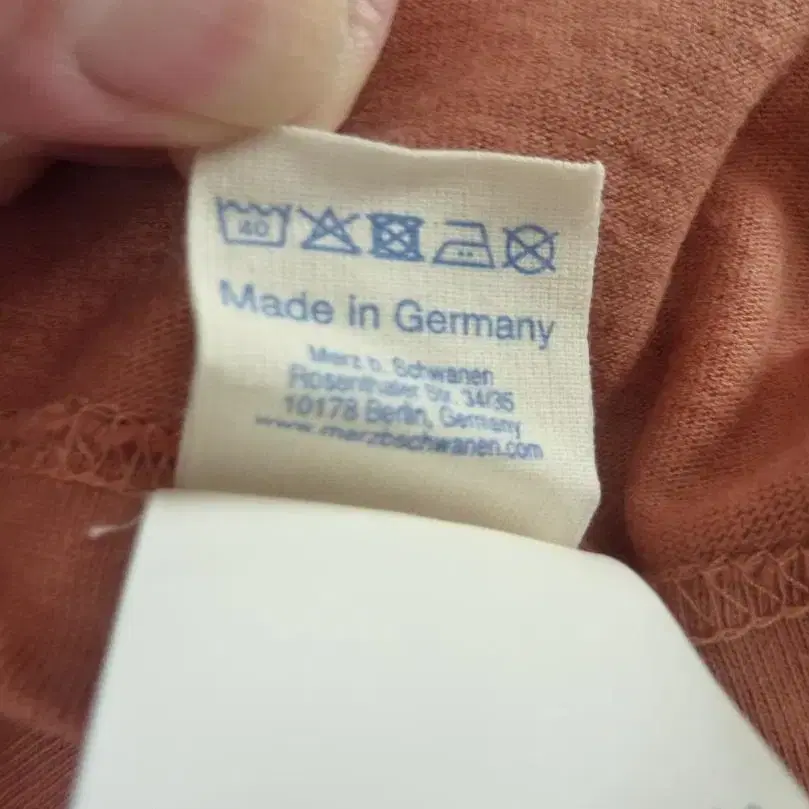 40
Made in Germany
Merz b. Schwanen
Rosenthaler Str. 34/35
10178 Berlin, Germany
www.merzbschwanen.com